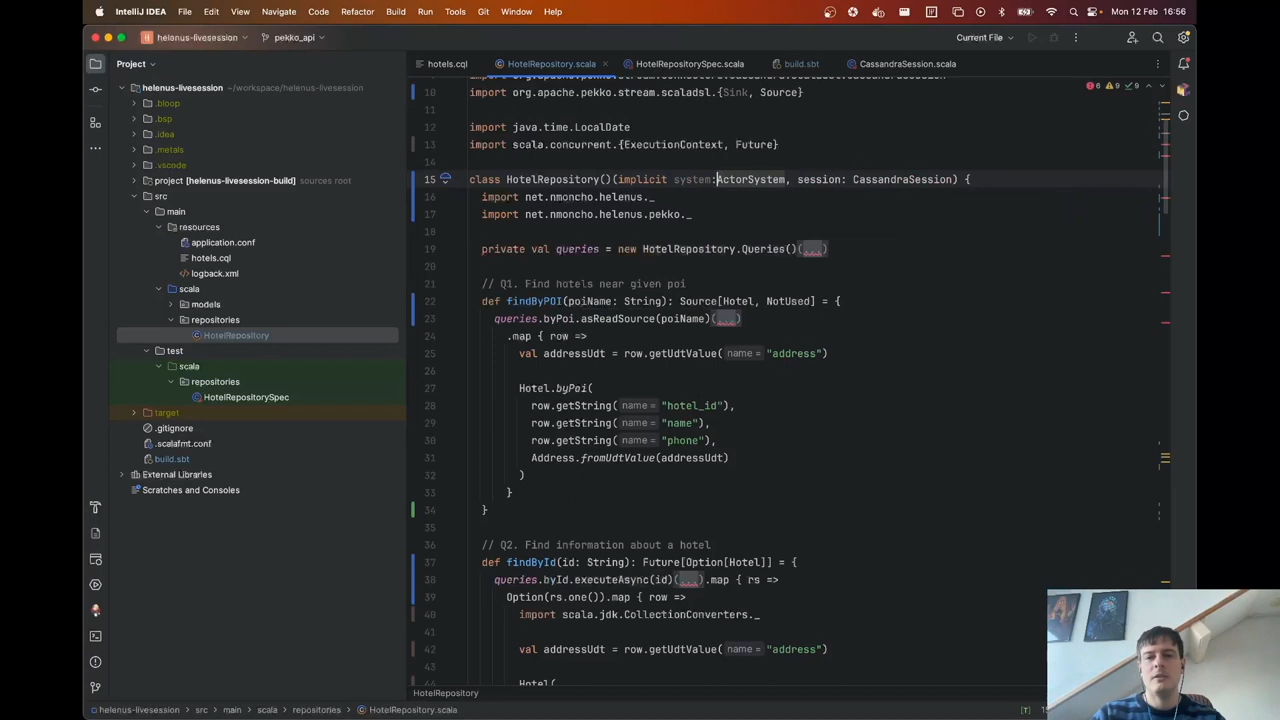 IntelliJ IDEA File Edit View Navigate Code Refactor Build Run Tools Git Window Help Mon 12 Feb 16:56
helenus-livesession pekko_api Current File
Project hotels.cql HotelRepository.scala HotelRepositorySpec.scala build.sbt CassandraSession.scala
helenus-livesession ~/workspace/helenus-livesession
.bloop
.bsp
.idea
.metals
.vscode
project [helenus-livesession-build] sources root
src
main
resources
application.conf
hotels.cql
logback.xml
scala
models
repositories
HotelRepository
test
scala
repositories
HotelRepositorySpec
target
.gitignore
.scalafmt.conf
build.sbt
External Libraries
Scratches and Consoles
6 9 9
10 import org.apache.pekko.stream.scaladsl.{Sink, Source}
11
12 import java.time.LocalDate
13 import scala.concurrent.{ExecutionContext, Future}
14
15 class HotelRepository()(implicit system:ActorSystem, session: CassandraSession) {
16 import net.nmoncho.helenus._
17 import net.nmoncho.helenus.pekko._
18
19 private val queries = new HotelRepository.Queries()(...)
20
21 // Q1. Find hotels near given poi
22 def findByPOI(poiName: String): Source[Hotel, NotUsed] = {
23 queries.byPoi.asReadSource(poiName)(...)
24 .map { row =>
25 val addressUdt = row.getUdtValue( name = "address")
26
27 Hotel.byPoi(
28 row.getString( name = "hotel_id"),
29 row.getString( name = "name"),
30 row.getString( name = "phone"),
31 Address.fromUdtValue(addressUdt)
32 )
33 }
34 }
35
36 // Q2. Find information about a hotel
37 def findById(id: String): Future[Option[Hotel]] = {
38 queries.byId.executeAsync(id)(...).map { rs =>
39 Option(rs.one()).map { row =>
40 import scala.jdk.CollectionConverters._
41
42 val addressUdt = row.getUdtValue( name = "address")
43
44 Hotel(
HotelRepository
helenus-livesession src main scala repositories HotelRepository.scala